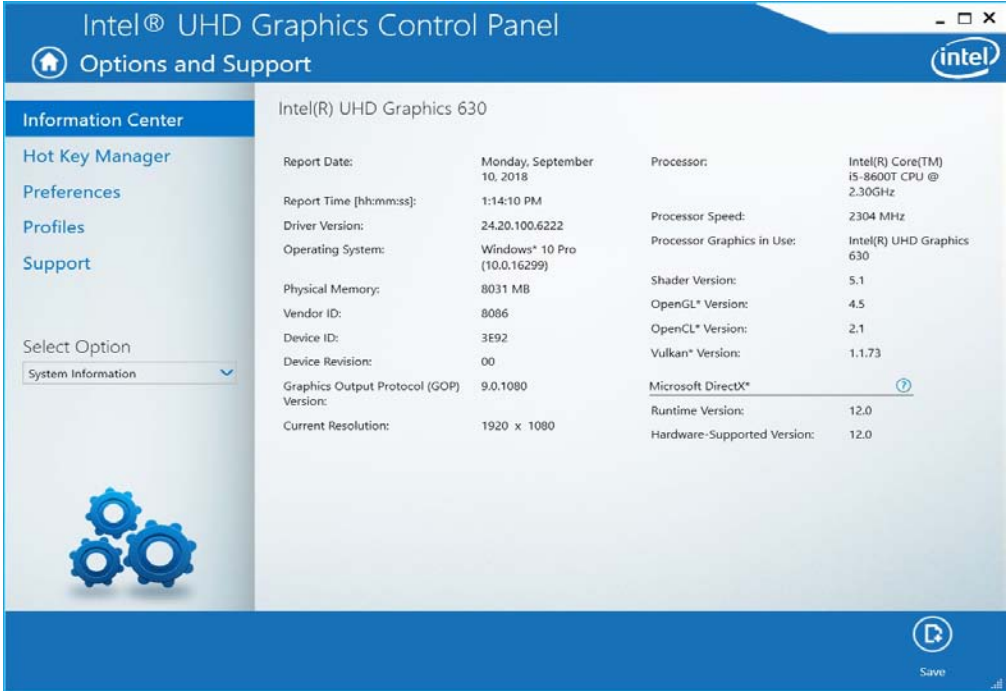 Intel® UHD Graphics Control Panel
Options and Support
intel
Information Center
Hot Key Manager
Preferences
Profiles
Support
Select Option
System Information
Intel(R) UHD Graphics 630
Report Date: Monday, September
10, 2018
Report Time [hh:mm:ss]: 1:14:10 PM
Driver Version: 24.20.100.6222
Operating System: Windows* 10 Pro
(10.0.16299)
Physical Memory: 8031 MB
Vendor ID: 8086
Device ID: 3E92
Device Revision: 00
Graphics Output Protocol (GOP) 9.0.1080
Version:
Current Resolution: 1920 x 1080
Processor: Intel(R) Core(TM)
i5-8600T CPU @
2.30GHz
Processor Speed: 2304 MHz
Processor Graphics in Use: Intel(R) UHD Graphics
630
Shader Version: 5.1
OpenGL* Version: 4.5
OpenCL* Version: 2.1
Vulkan* Version: 1.1.73
Microsoft DirectX* ?
Runtime Version: 12.0
Hardware-Supported Version: 12.0
Save